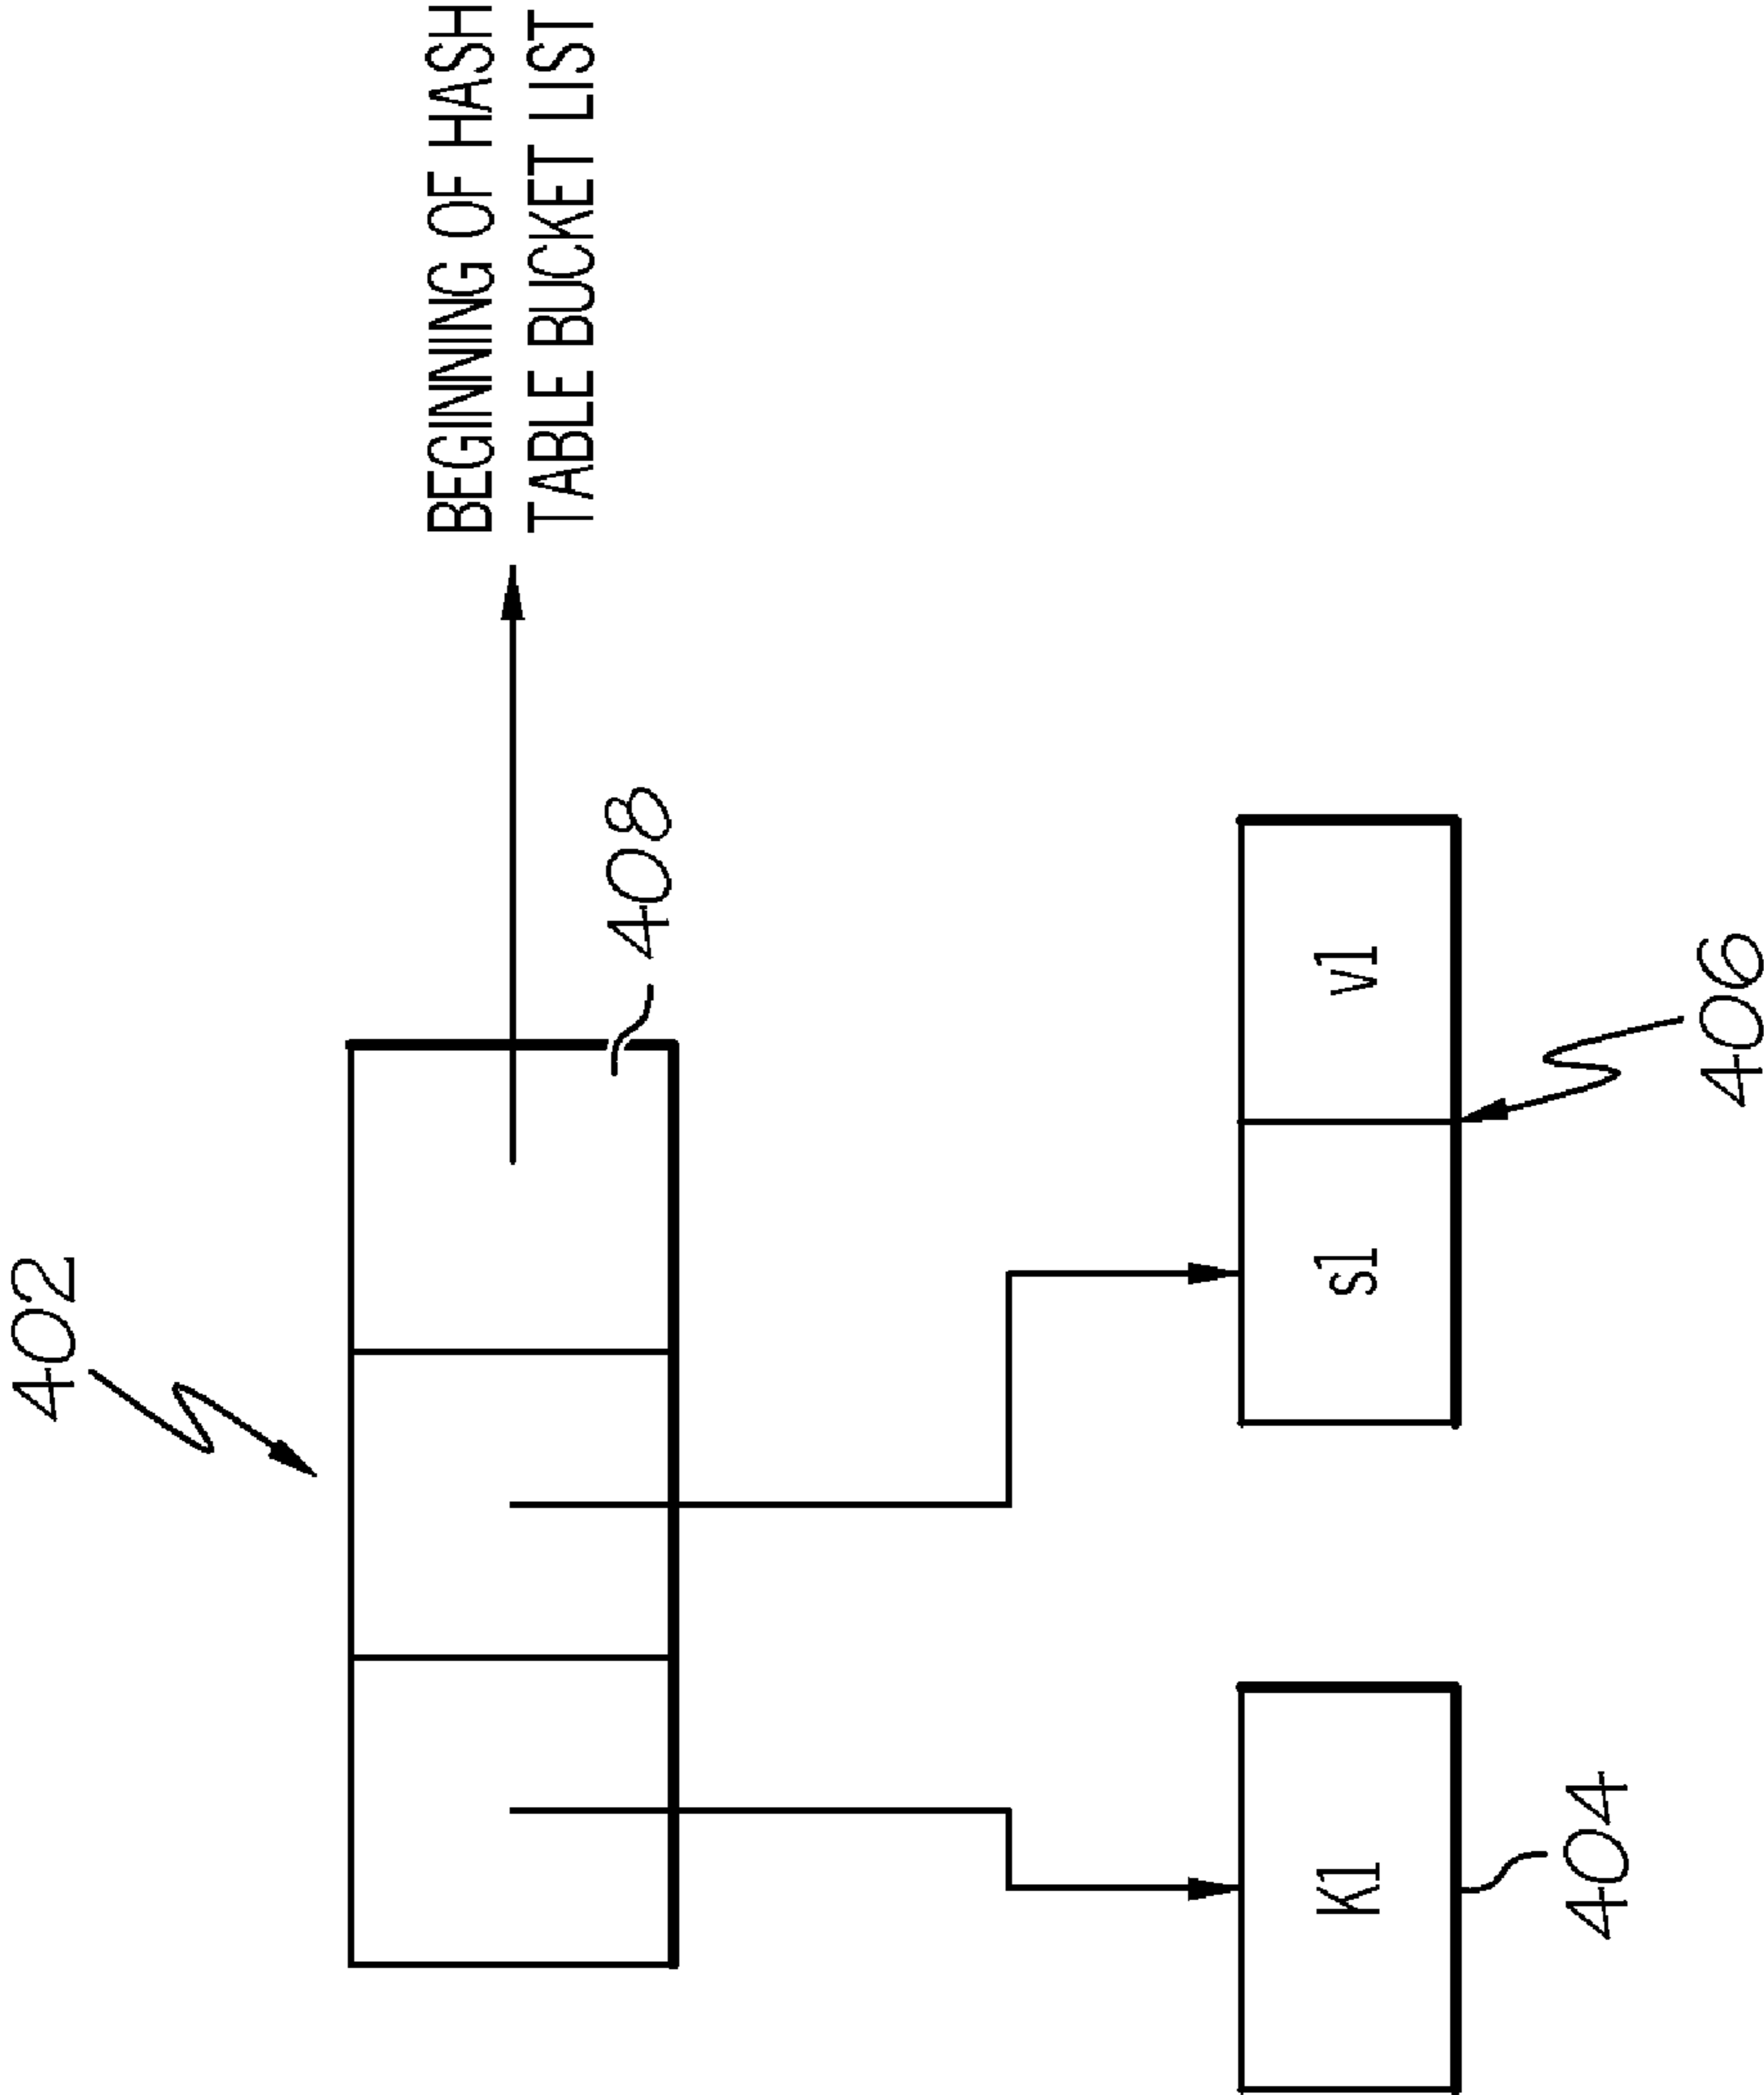 402
BEGINNING OF HASH
TABLE BUCKET LIST
408
K1
s1
v1
404
406